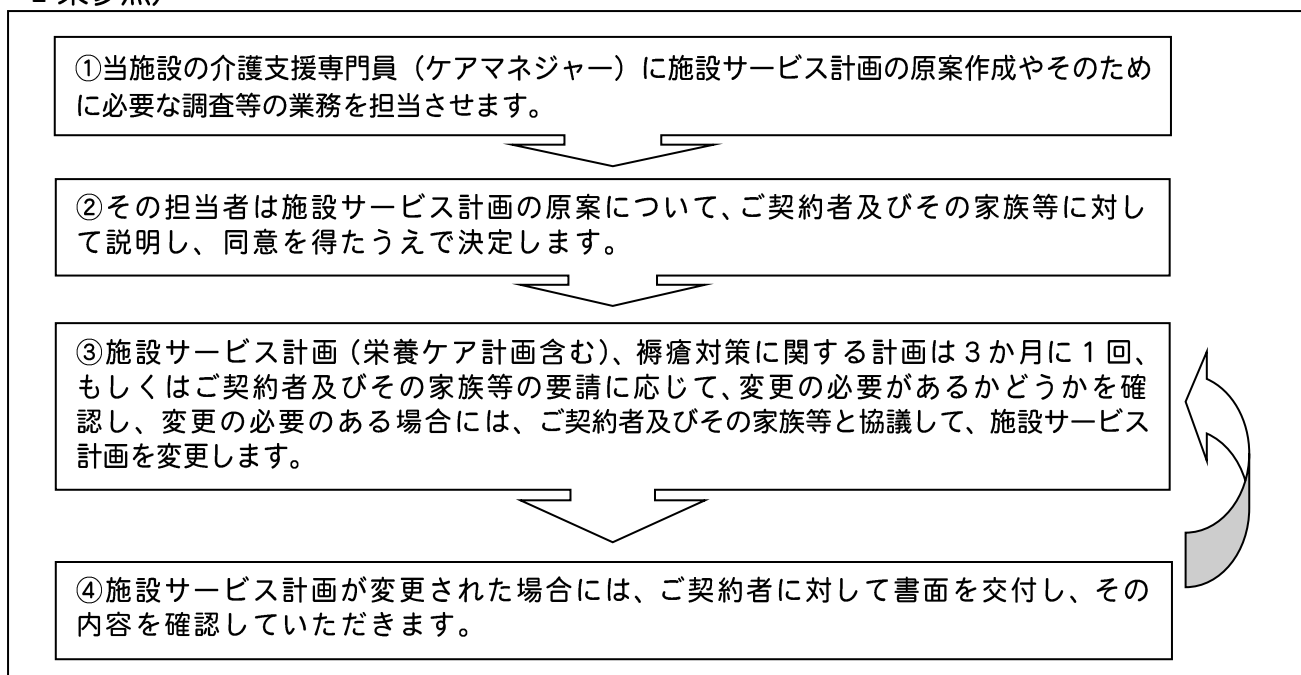 ①当施設の介護支援専門員（ケアマネジャー）に施設サービス計画の原案作成やそのため
に必要な調査等の業務を担当させます。
②その担当者は施設サービス計画の原案について、ご契約者及びその家族等に対し
て説明し、同意を得たうえで決定します。
③施設サービス計画（栄養ケア計画含む）、褥瘡対策に関する計画は３か月に１回、
もしくはご契約者及びその家族等の要請に応じて、変更の必要があるかどうかを確
認し、変更の必要のある場合には、ご契約者及びその家族等と協議して、施設サービス
計画を変更します。
④施設サービス計画が変更された場合には、ご契約者に対して書面を交付し、その
内容を確認していただきます。